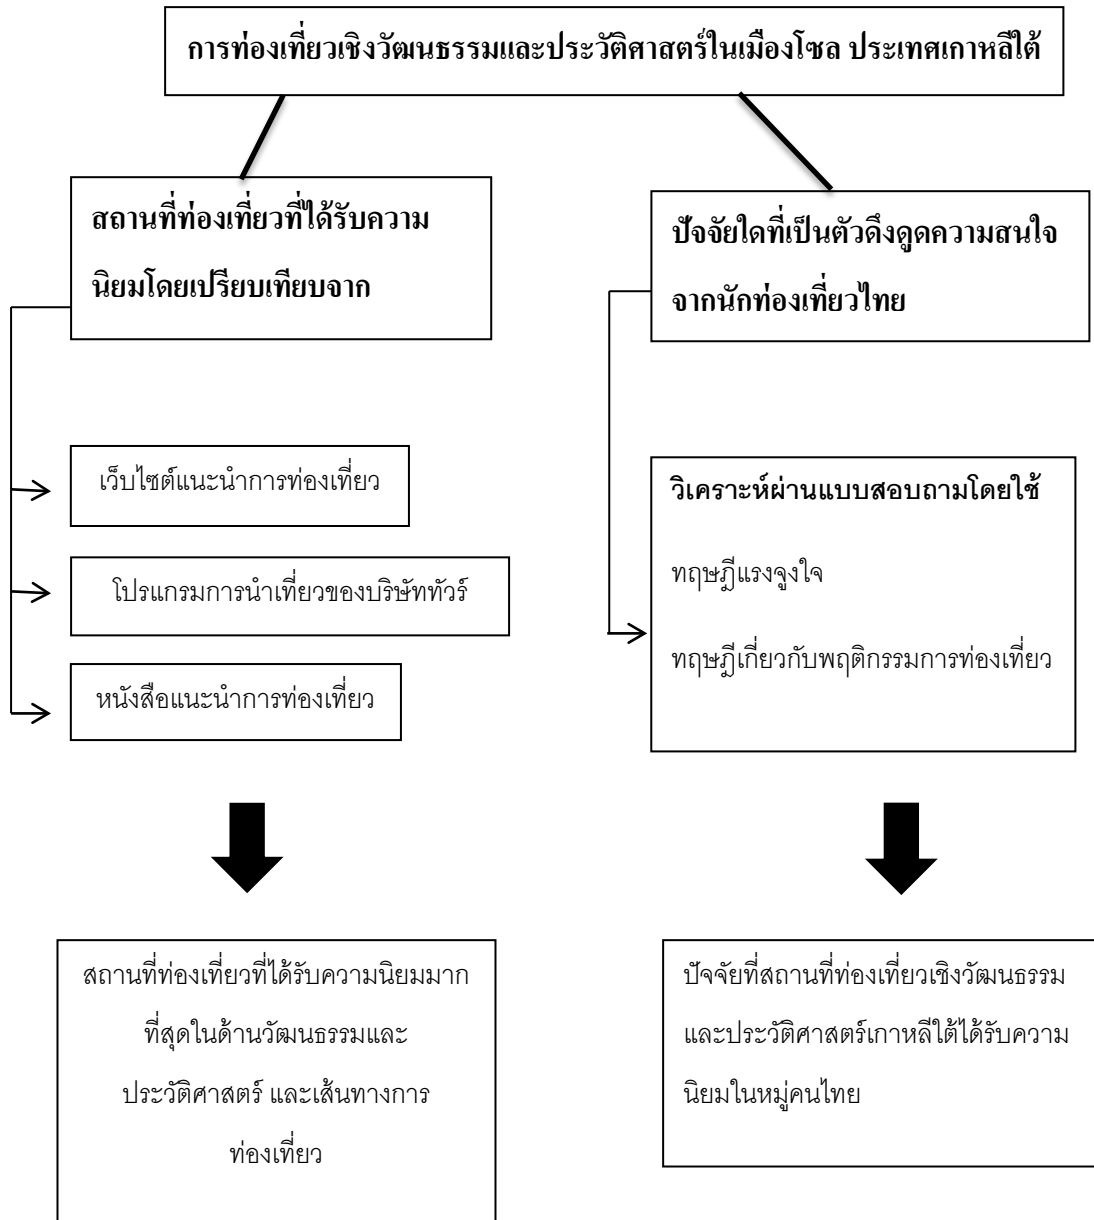 การท่องเที่ยวเชิงวัฒนธรรมและประวัติศาสตร์ในเมืองโซล ประเทศเกาหลีใต้
สถานที่ท่องเที่ยวที่ได้รับความ
นิยมโดยเปรียบเทียบจาก
เว็บไซต์แนะนำการท่องเที่ยว
โปรแกรมการนำเที่ยวของบริษัททัวร์
หนังสือแนะนำการท่องเที่ยว
สถานที่ท่องเที่ยวที่ได้รับความนิยมมาก
ที่สุดในด้านวัฒนธรรมและ
ประวัติศาสตร์ และเส้นทางการ
ท่องเที่ยว
ปัจจัยใดที่เป็นตัวดึงดูดความสนใจ
จากนักท่องเที่ยวไทย
วิเคราะห์ผ่านแบบสอบถามโดยใช้
ทฤษฎีแรงจูงใจ
ทฤษฎีเกี่ยวกับพฤติกรรมการท่องเที่ยว
ปัจจัยที่สถานที่ท่องเที่ยวเชิงวัฒนธรรม
และประวัติศาสตร์เกาหลีใต้ได้รับความ
นิยมในหมู่คนไทย